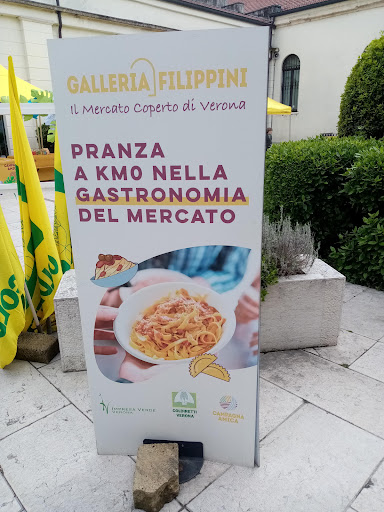 GALLERIA FILIPPINI
Il Mercato Coperto di Verona
PRANZA
A KM0 NELLA
GASTRONOMIA
DEL MERCATO
IMPRESA VERDE
VERONA
COLDIRETTI
VERONA
CAMPAGNA
AMICA